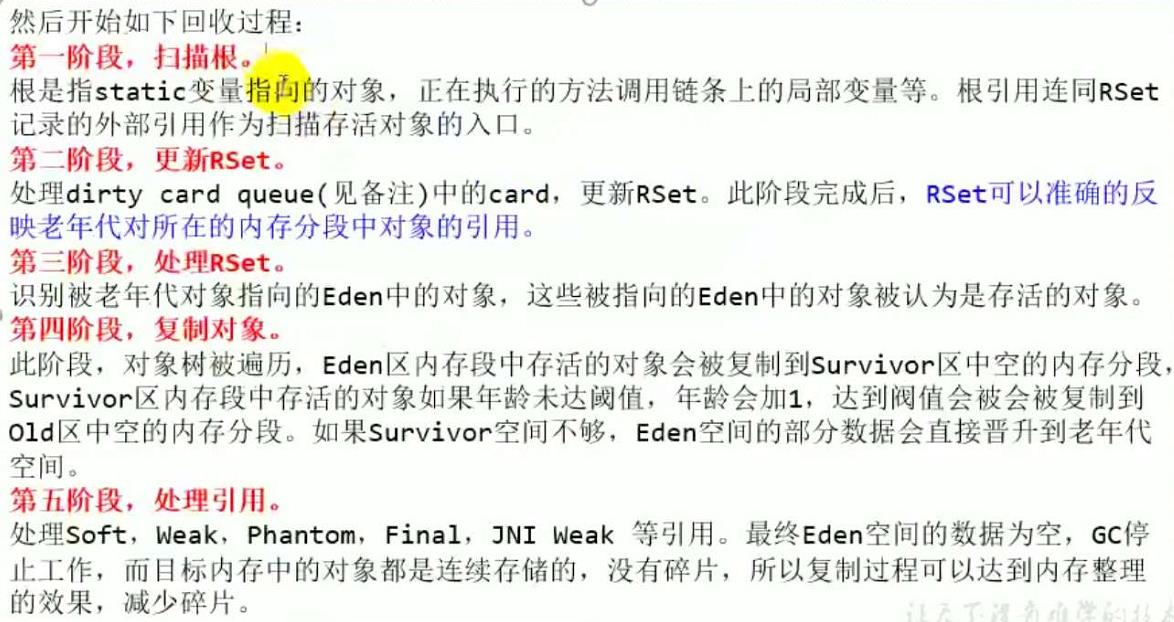 然后开始如下回收过程：
第一阶段，扫描根。
根是指static变量指向的对象，正在执行的方法调用链条上的局部变量等。根引用连同RSet
记录的外部引用作为扫描存活对象的入口。
第二阶段，更新RSet。
处理dirty card queue(见备注)中的card，更新RSet。此阶段完成后，RSet可以准确的反
映老年代对所在的内存分段中对象的引用。
第三阶段，处理RSet。
识别被老年代对象指向的Eden中的对象，这些被指向的Eden中的对象被认为是存活的对象。
第四阶段，复制对象。
此阶段，对象树被遍历，Eden区内存段中存活的对象会被复制到Survivor区中空的内存分段，
Survivor区内存段中存活的对象如果年龄未达阈值，年龄会加1，达到阀值会被会被复制到
Old区中空的内存分段。如果Survivor空间不够，Eden空间的部分数据会直接晋升到老年代
空间。
第五阶段，处理引用。
处理Soft，Weak，Phantom，Final，JNI Weak 等引用。最终Eden空间的数据为空，GC停
止工作，而目标内存中的对象都是连续存储的，没有碎片，所以复制过程可以达到内存整理
的效果，减少碎片。